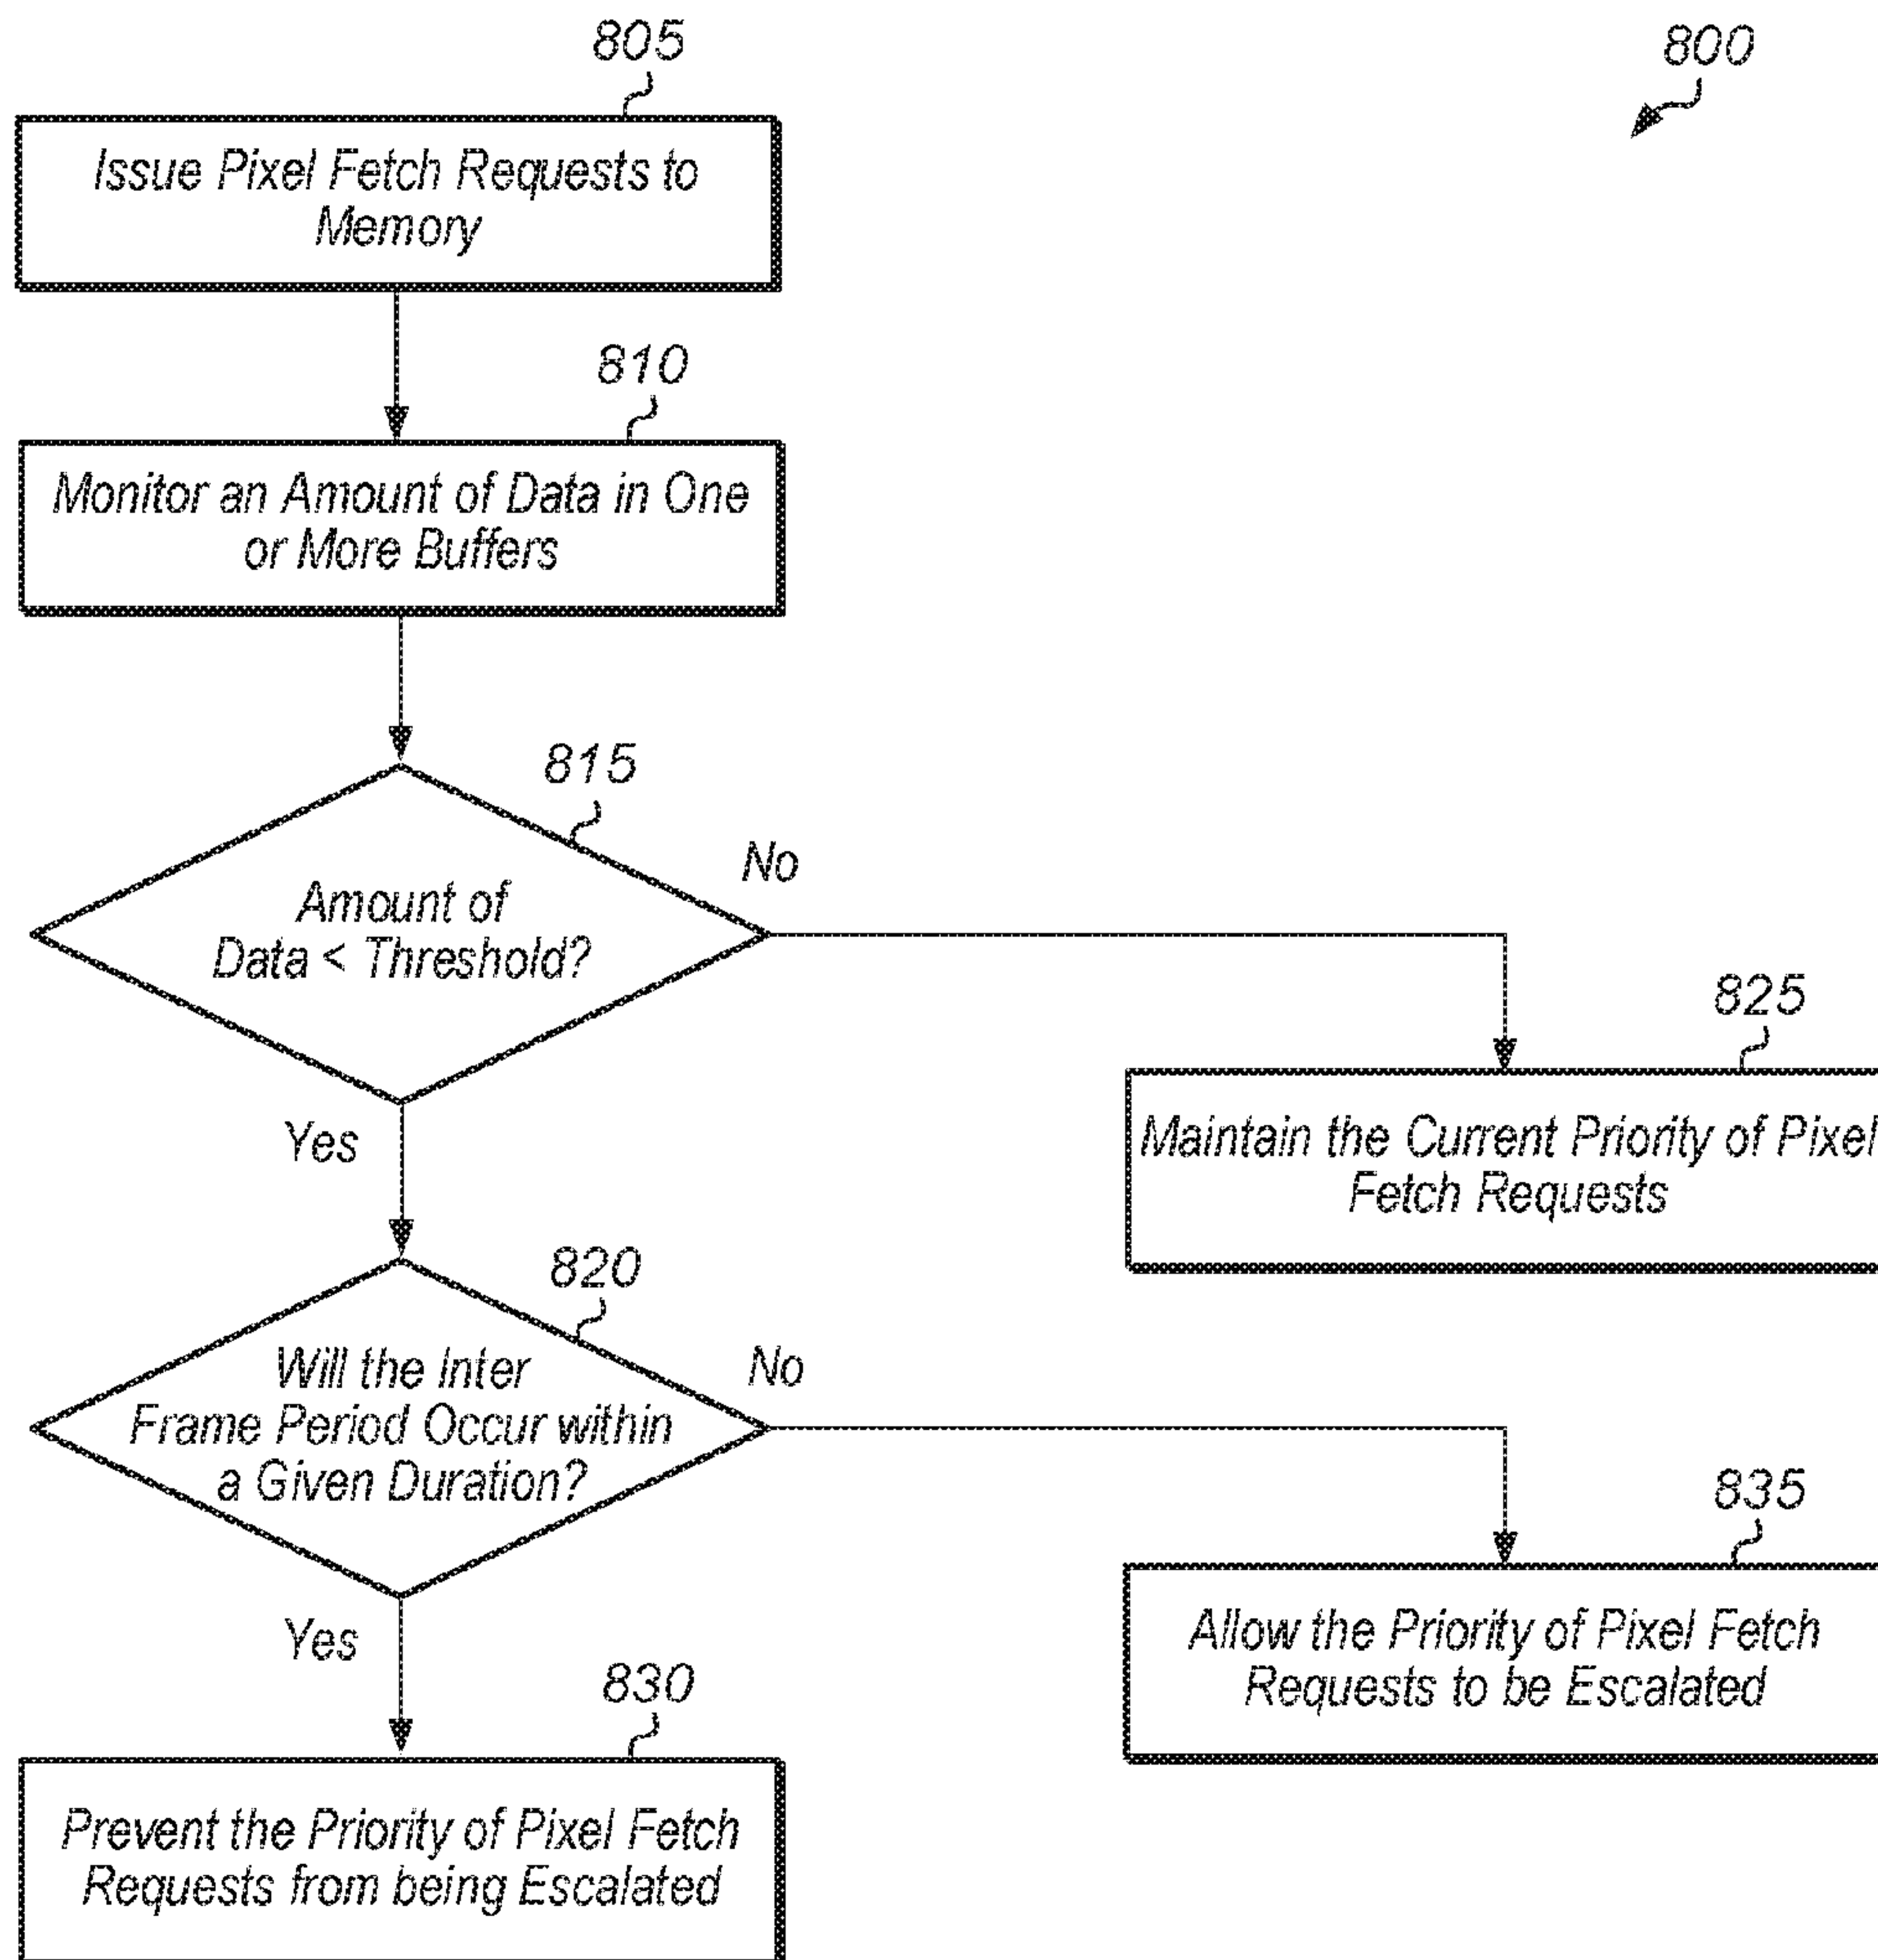 805
800
Issue Pixel Fetch Requests to
Memory
810
Monitor an Amount of Data in One
or More Buffers
815
No
Amount of
Data < Threshold?
825
Yes
Maintain the Current Priority of Pixel
Fetch Requests
820
No
Will the Inter
Frame Period Occur within
a Given Duration?
835
Yes
Allow the Priority of Pixel Fetch
Requests to be Escalated
830
Prevent the Priority of Pixel Fetch
Requests from being Escalated